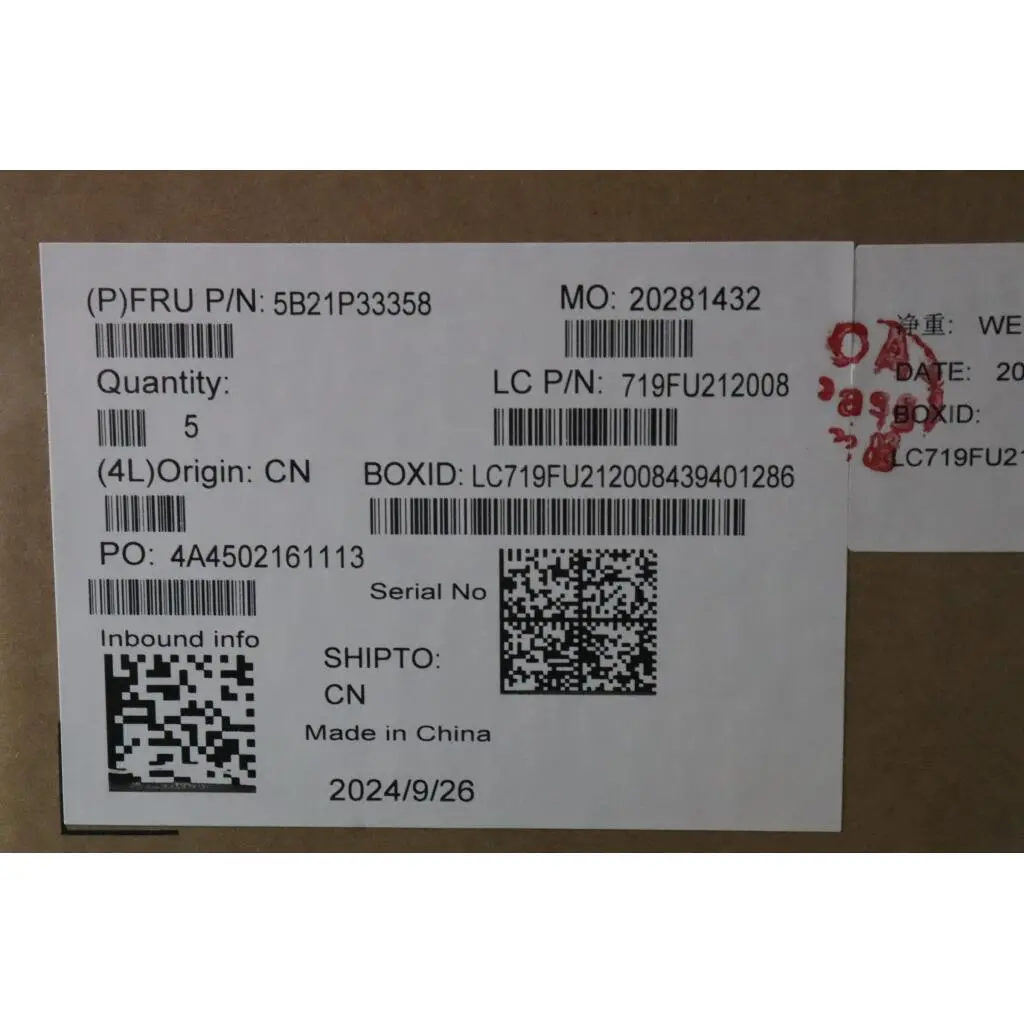 (P)FRU P/N: 5B21P33358
MO: 20281432
Quantity:
5
LC P/N: 719FU212008
(4L)Origin: CN
BOXID: LC719FU212008439401286
PO: 4A4502161113
Serial No
Inbound info
SHIPTO:
CN
Made in China
2024/9/26
净重: WE
DATE: 20
BOXID:
LC719FU21
OA